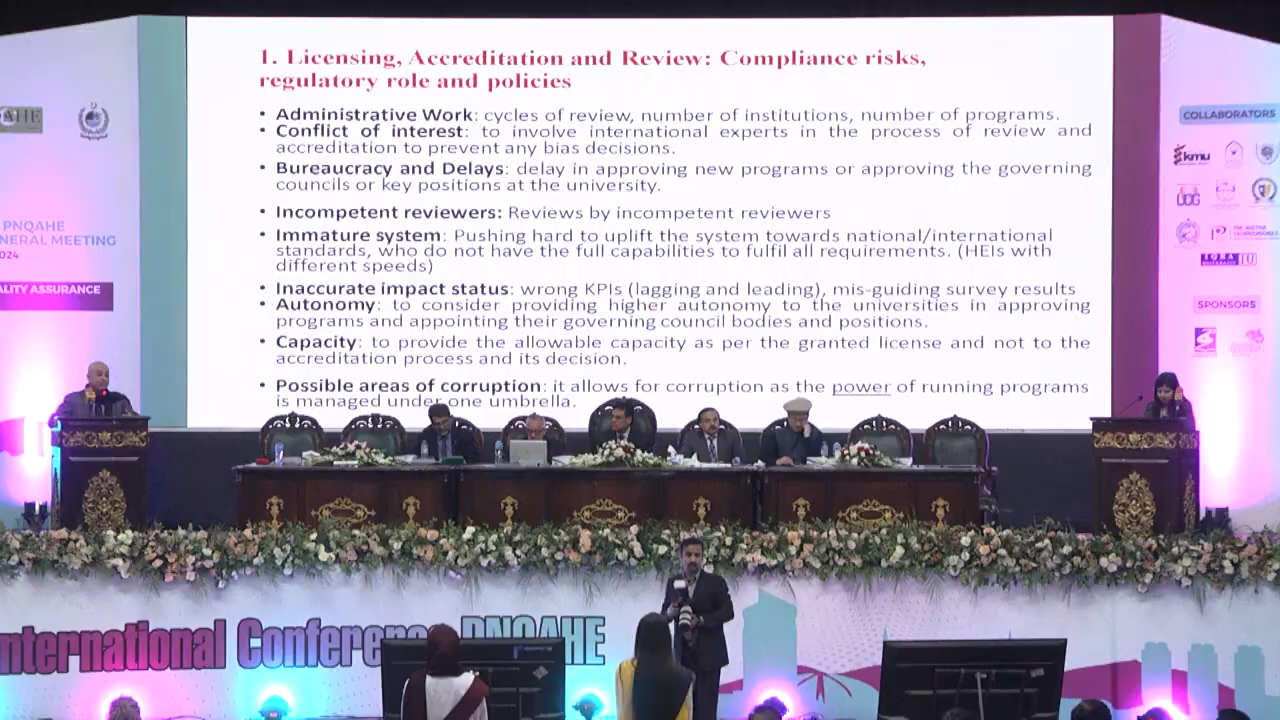 1. Licensing, Accreditation and Review: Compliance risks,
regulatory role and policies
• Administrative Work: cycles of review, number of institutions, number of programs.
• Conflict of interest: to involve international experts in the process of review and
accreditation to prevent any bias decisions.
• Bureaucracy and Delays: delay in approving new programs or approving the governing
councils or key positions at the university.
• Incompetent reviewers: Reviews by incompetent reviewers
• Immature system: Pushing hard to uplift the system towards national/international
standards, who do not have the full capabilities to fulfil all requirements. (HEIs with
different speeds)
• Inaccurate impact status: wrong KPIs (lagging and leading), mis-guiding survey results
• Autonomy: to consider providing higher autonomy to the universities in approving
programs and appointing their governing council bodies and positions.
• Capacity: to provide the allowable capacity as per the granted license and not to the
accreditation process and its decision.
• Possible areas of corruption: it allows for corruption as the power of running programs
is managed under one umbrella.
AHE
PNQAHE
NERAL MEETING
2024
ALITY ASSURANCE
COLLABORATORS
kmu
UGG
IQRA
IU
SPONSORS
International Conference PNQAHE